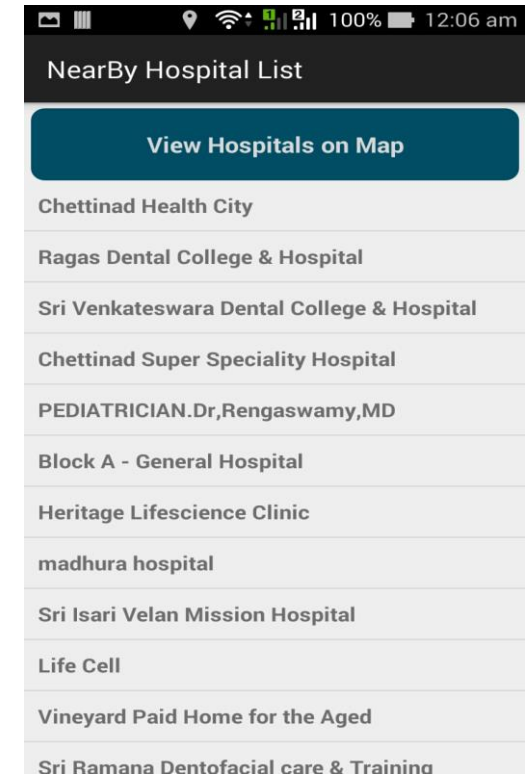 1 2 100% 12:06 am
NearBy Hospital List
View Hospitals on Map
Chettinad Health City
Ragas Dental College & Hospital
Sri Venkateswara Dental College & Hospital
Chettinad Super Speciality Hospital
PEDIATRICIAN.Dr,Rengaswamy,MD
Block A - General Hospital
Heritage Lifescience Clinic
madhura hospital
Sri Isari Velan Mission Hospital
Life Cell
Vineyard Paid Home for the Aged
Sri Ramana Dentofacial care & Training